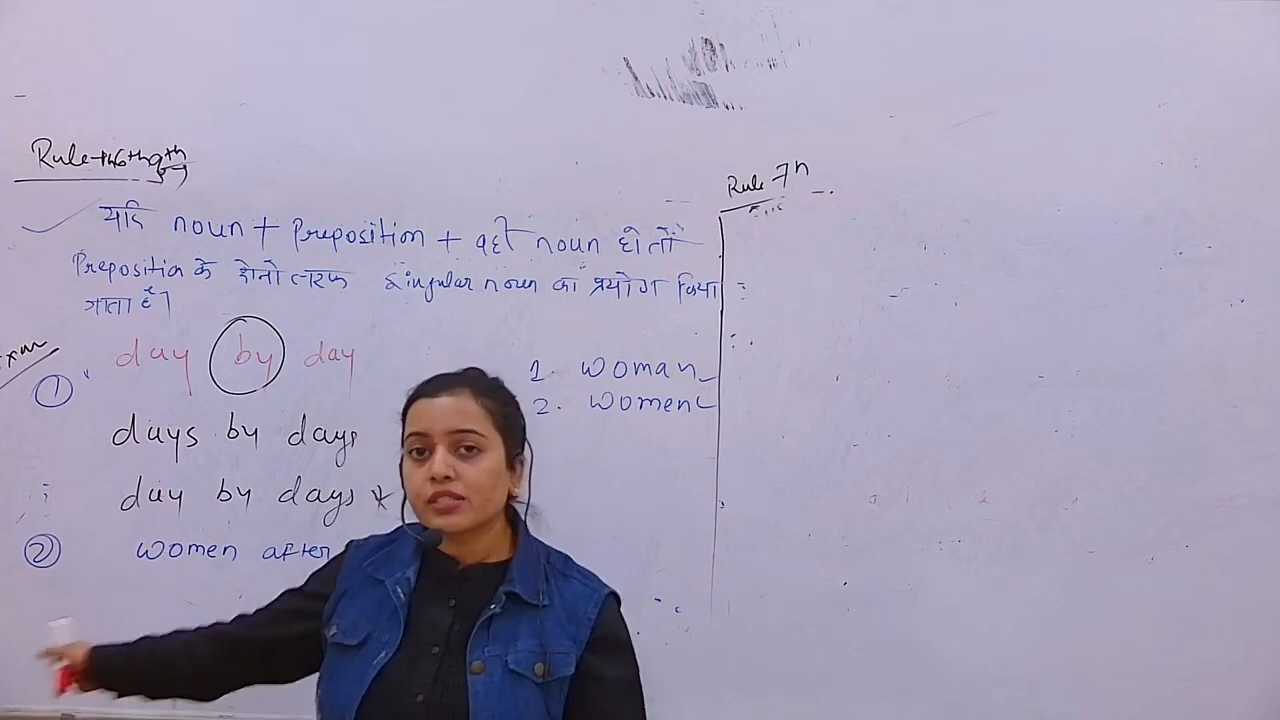 Rule
यदि noun + Preposition + वही noun हो तो
Preposition के दोनो तरफ singular noun का प्रयोग किया
जाता है।
① day by day
days by days
day by days
② women after
1. woman
2. women
Rule 7th